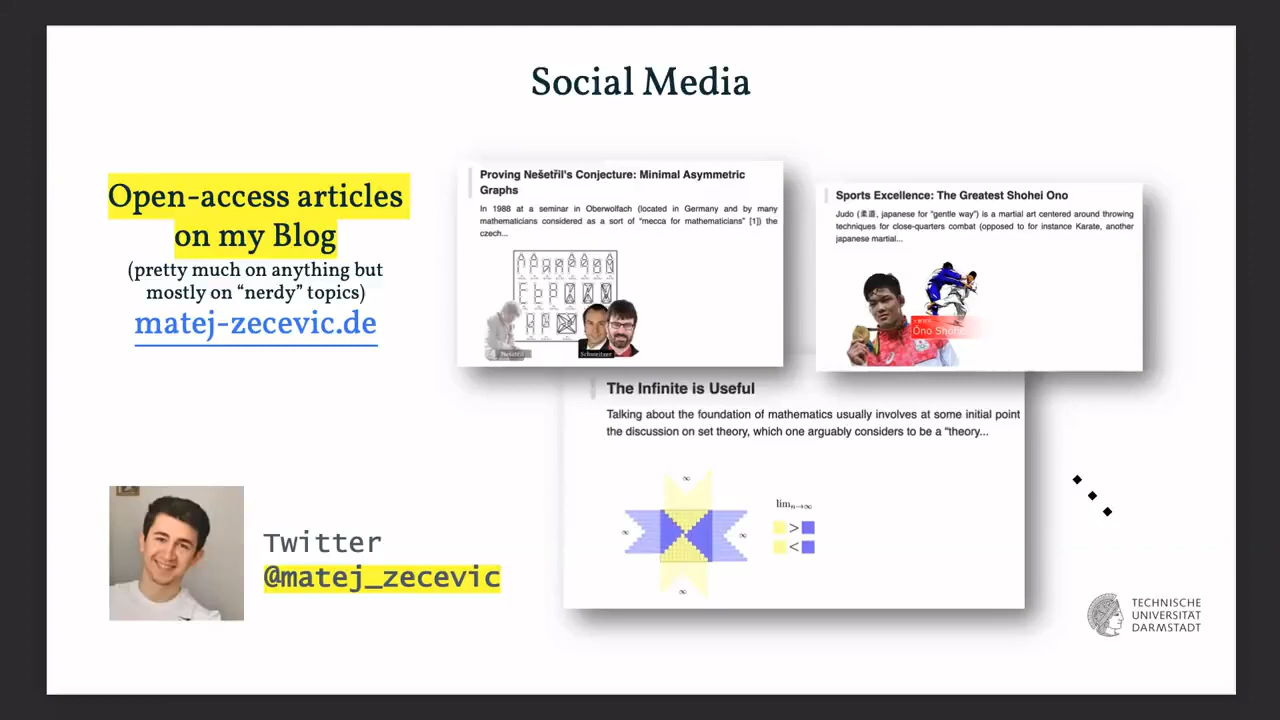 Social Media
Open-access articles
on my Blog
(pretty much on anything but
mostly on “nerdy” topics)
matej-zecevic.de
Proving Nešetřil's Conjecture: Minimal Asymmetric
Graphs
In 1988 at a seminar in Oberwolfach (located in Germany and by many
mathematicians considered as a sort of “mecca for mathematicians” [1]) the
czech...
Nešetřil
Schweitzer
Sports Excellence: The Greatest Shohei Ono
Judo (柔道, japanese for “gentle way”) is a martial art centered around throwing
techniques for close-quarters combat (opposed to for instance Karate, another
japanese martial...
Ōno Shōhei
The Infinite is Useful
Talking about the foundation of mathematics usually involves at some initial point
the discussion on set theory, which one arguably considers to be a “theory...
∞
∞
∞
∞
lim n→∞
>
<
Twitter
@matej_zecevic
TECHNISCHE
UNIVERSITÄT
DARMSTADT